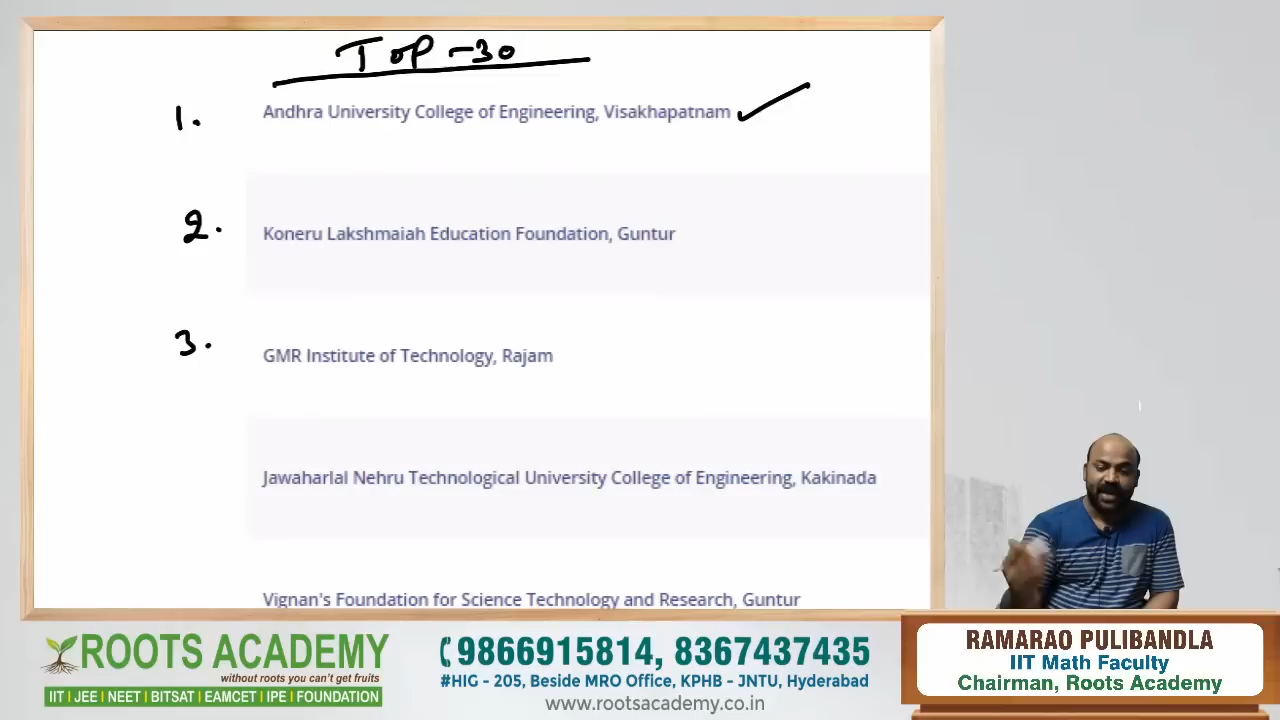 TOP-30
1. Andhra University College of Engineering, Visakhapatnam
2. Koneru Lakshmaiah Education Foundation, Guntur
3. GMR Institute of Technology, Rajam
Jawaharlal Nehru Technological University College of Engineering, Kakinada
Vignan's Foundation for Science Technology and Research, Guntur
ROOTS ACADEMY
without roots you can't get fruits
IIT | JEE | NEET | BITSAT | EAMCET | IPE | FOUNDATION
9866915814, 8367437435
#HIG - 205, Beside MRO Office, KPHB - JNTU, Hyderabad
www.rootsacademy.co.in
RAMARAO PULIBANDLA
IIT Math Faculty
Chairman, Roots Academy